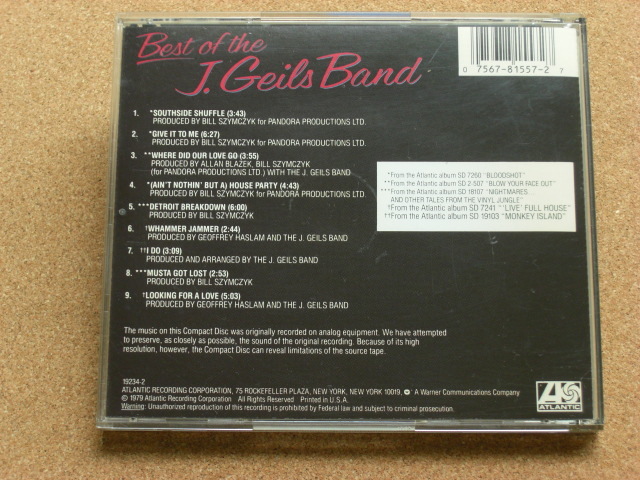 Best of the
J. Geils Band
0 7567-81557-2 7
1. *SOUTHSIDE SHUFFLE (3:43)
PRODUCED BY BILL SZYMCZYK for PANDORA PRODUCTIONS LTD.
2. *GIVE IT TO ME (6:27)
PRODUCED BY BILL SZYMCZYK for PANDORA PRODUCTIONS LTD.
3. **WHERE DID OUR LOVE GO (3:55)
PRODUCED BY ALLAN BLAZEK, BILL SZYMCZYK
(for PANDORA PRODUCTIONS LTD.) WITH THE J. GEILS BAND
4. *(AIN'T NOTHIN' BUT A) HOUSE PARTY (4:43)
PRODUCED BY BILL SZYMCZYK for PANDORA PRODUCTIONS LTD.
5. ***DETROIT BREAKDOWN (6:00)
PRODUCED BY BILL SZYMCZYK
6. †WHAMMER JAMMER (2:44)
PRODUCED BY GEOFFREY HASLAM AND THE J. GEILS BAND
7. ††I DO (3:09)
PRODUCED AND ARRANGED BY THE J. GEILS BAND
8. ***MUSTA GOT LOST (2:53)
PRODUCED BY BILL SZYMCZYK
9. †LOOKING FOR A LOVE (5:03)
PRODUCED BY GEOFFREY HASLAM AND THE J. GEILS BAND
*From the Atlantic album SD 7260 "BLOODSHOT"
**From the Atlantic album SD 2-507 "BLOW YOUR FACE OUT"
***From the Atlantic album SD 18107 "NIGHTMARES...
AND OTHER TALES FROM THE VINYL JUNGLE"
†From the Atlantic album SD 7241 "'LIVE' FULL HOUSE"
††From the Atlantic album SD 19103 "MONKEY ISLAND"
The music on this Compact Disc was originally recorded on analog equipment. We have attempted
to preserve, as closely as possible, the sound of the original recording. Because of its high
resolution, however, the Compact Disc can reveal limitations of the source tape.
19234-2
ATLANTIC RECORDING CORPORATION, 75 ROCKEFELLER PLAZA, NEW YORK, NEW YORK 10019. A Warner Communications Company
© 1979 Atlantic Recording Corporation All Rights Reserved Printed in U.S.A.
Warning: Unauthorized reproduction of this recording is prohibited by Federal law and subject to criminal prosecution.
ATLANTIC